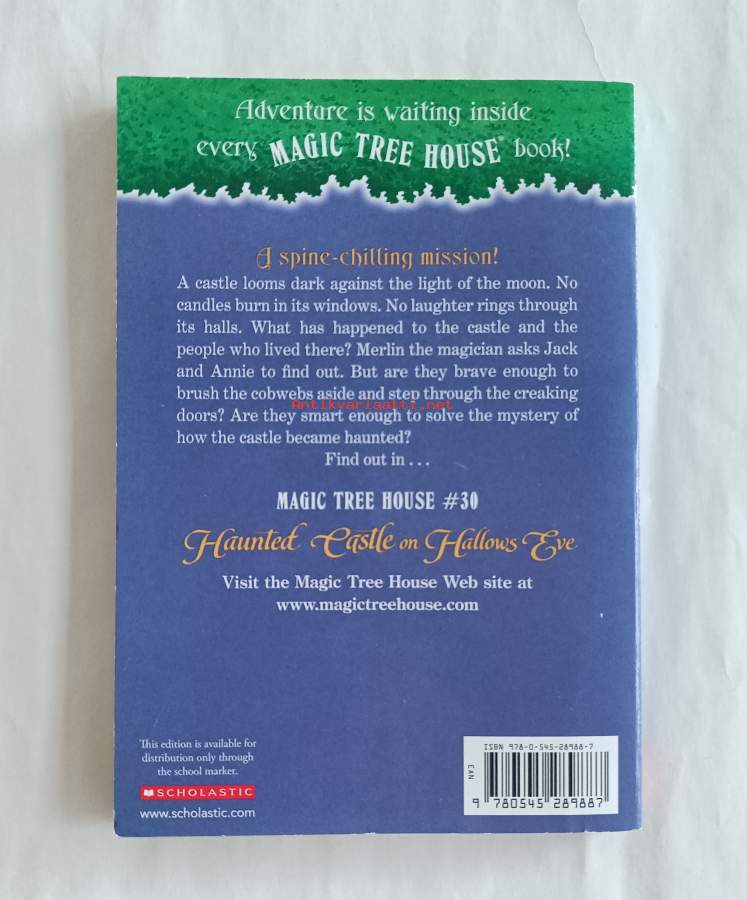 Adventure is waiting inside
every MAGIC TREE HOUSE™ book!
A spine-chilling mission!
A castle looms dark against the light of the moon. No
candles burn in its windows. No laughter rings through
its halls. What has happened to the castle and the
people who lived there? Merlin the magician asks Jack
and Annie to find out. But are they brave enough to
brush the cobwebs aside and step through the creaking
Antikvariaatti.net
doors? Are they smart enough to solve the mystery of
how the castle became haunted?
Find out in . . .
MAGIC TREE HOUSE #30
Haunted Castle on Hallows Eve
Visit the Magic Tree House Web site at
www.magictreehouse.com
This edition is available for
distribution only through
the school market.
SCHOLASTIC
www.scholastic.com
ISBN 978-0-545-28988-7
EAN
9 780545 289887